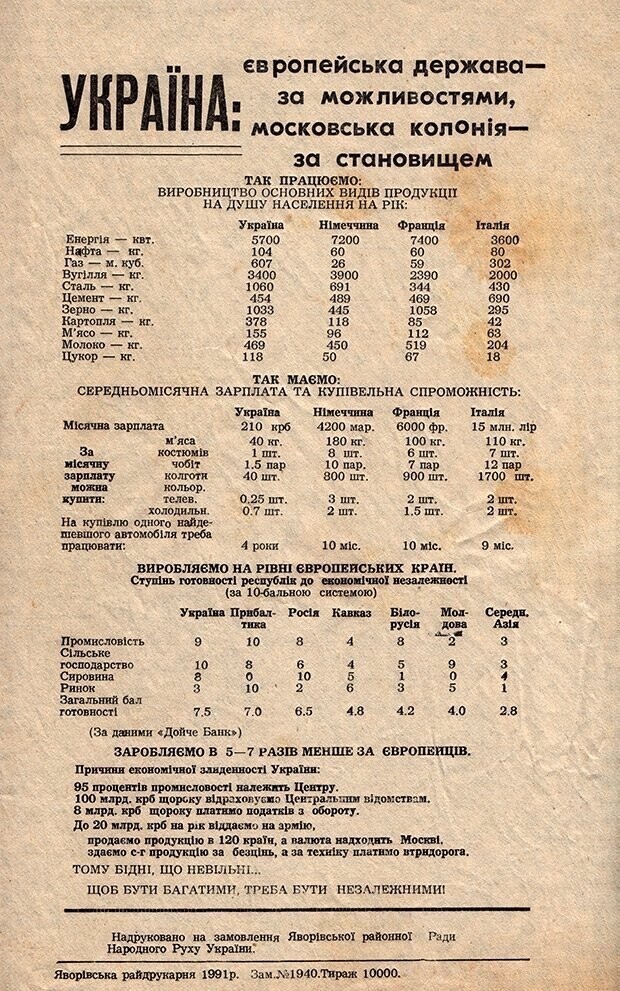 УКРАЇНА:
європейська держава—
за можливостями,
московська колонія—
за становищем
ТАК ПРАЦЮЄМО:
ВИРОБНИЦТВО ОСНОВНИХ ВИДІВ ПРОДУКЦІЇ
НА ДУШУ НАСЕЛЕННЯ НА РІК:
Україна Німеччина Франція Італія
Енергія — квт. 5700 7200 7400 3600
Нафта — кг. 104 60 60 80
Газ — м. куб. 607 26 59 302
Вугілля — кг. 3400 3900 2390 2000
Сталь — кг. 1060 691 344 430
Цемент — кг. 454 489 469 690
Зерно — кг. 1033 445 1058 295
Картопля — кг. 378 118 85 42
М'ясо — кг. 155 96 112 63
Молоко — кг. 469 450 519 204
Цукор — кг. 118 50 67 18
ТАК МАЄМО:
СЕРЕДНЬОМІСЯЧНА ЗАРПЛАТА ТА КУПІВЕЛЬНА СПРОМОЖНІСТЬ:
Україна Німеччина Франція Італія
Місячна зарплата 210 крб 4200 мар. 6000 фр. 15 млн. лір
м'яса 40 кг. 180 кг. 100 кг. 110 кг.
За костюмів 1 шт. 8 шт. 6 шт. 7 шт.
місячну чобіт 1.5 пар 10 пар. 7 пар 12 пар
зарплату колготи 40 шт. 800 шт. 900 шт. 1700 шт.
можна кольор.
купити: телев. 0,25 шт. 3 шт. 2 шт. 2 шт.
холодильн. 0.7 шт. 2 шт. 1,5 шт. 2 шт.
На купівлю одного найде-
шевшого автомобіля треба
працювати: 4 роки 10 міс. 10 міс. 9 міс.
ВИРОБЛЯЄМО НА РІВНІ ЄВРОПЕЙСЬКИХ КРАЇН.
Ступінь готовності республік до економічної незалежності
(за 10-бальною системою)
Україна Прибал- Росія Кавказ Біло- Мол- Середн.
тика русія дова Азія
Промисловість 9 10 8 4 8 2 3
Сільське
господарство 10 8 6 4 5 9 3
Сировина 8 0 10 5 1 0 4
Ринок 3 10 2 6 3 5 1
Загальний бал
готовності 7.5 7.0 6.5 4.8 4.2 4.0 2.8
(За даними «Дойче Банк»)
ЗАРОБЛЯЄМО В 5—7 РАЗІВ МЕНШЕ ЗА ЄВРОПЕЙЦІВ.
Причини економічної злиденності України:
95 процентів промисловості належить Центру.
100 млрд. крб щороку відраховуємо Центральним відомствам.
8 млрд. крб щороку платимо податків з обороту.
До 20 млрд. крб на рік віддаємо на армію,
продаємо продукцію в 120 країн, а валюта надходить Москві,
здаємо с-г продукцію за безцінь, а за техніку платимо втридорога.
ТОМУ БІДНІ, ЩО НЕВІЛЬНІ...
ЩОБ БУТИ БАГАТИМИ, ТРЕБА БУТИ НЕЗАЛЕЖНИМИ!
Надруковано на замовлення Яворівської районної Ради
Народного Руху України.
Яворівська райдрукарня 1991р. Зам.№1940.Тираж 10000.